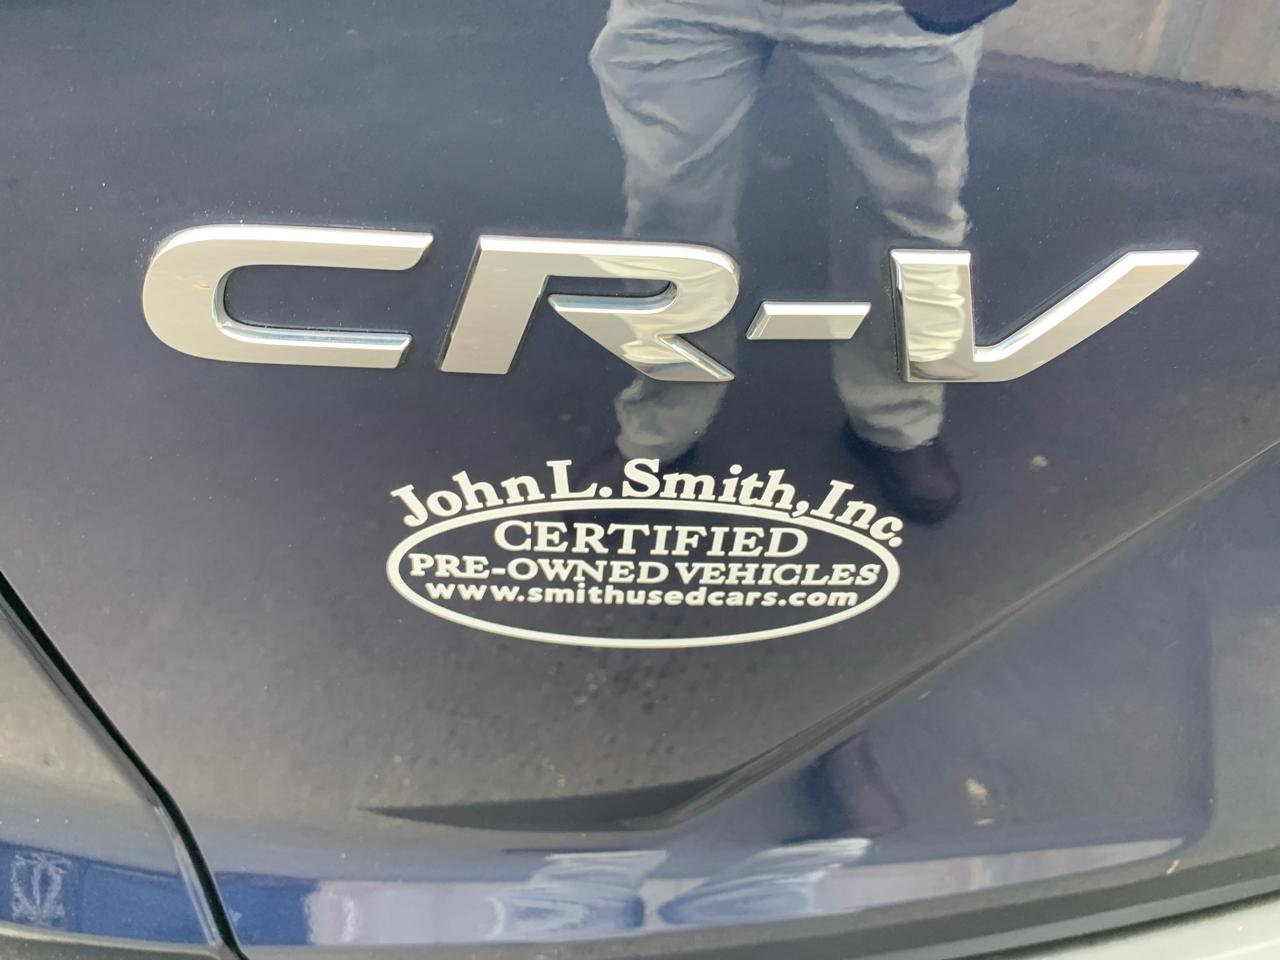 CR-V
John L. Smith, Inc.
CERTIFIED
PRE-OWNED VEHICLES
www.smithusedcars.com